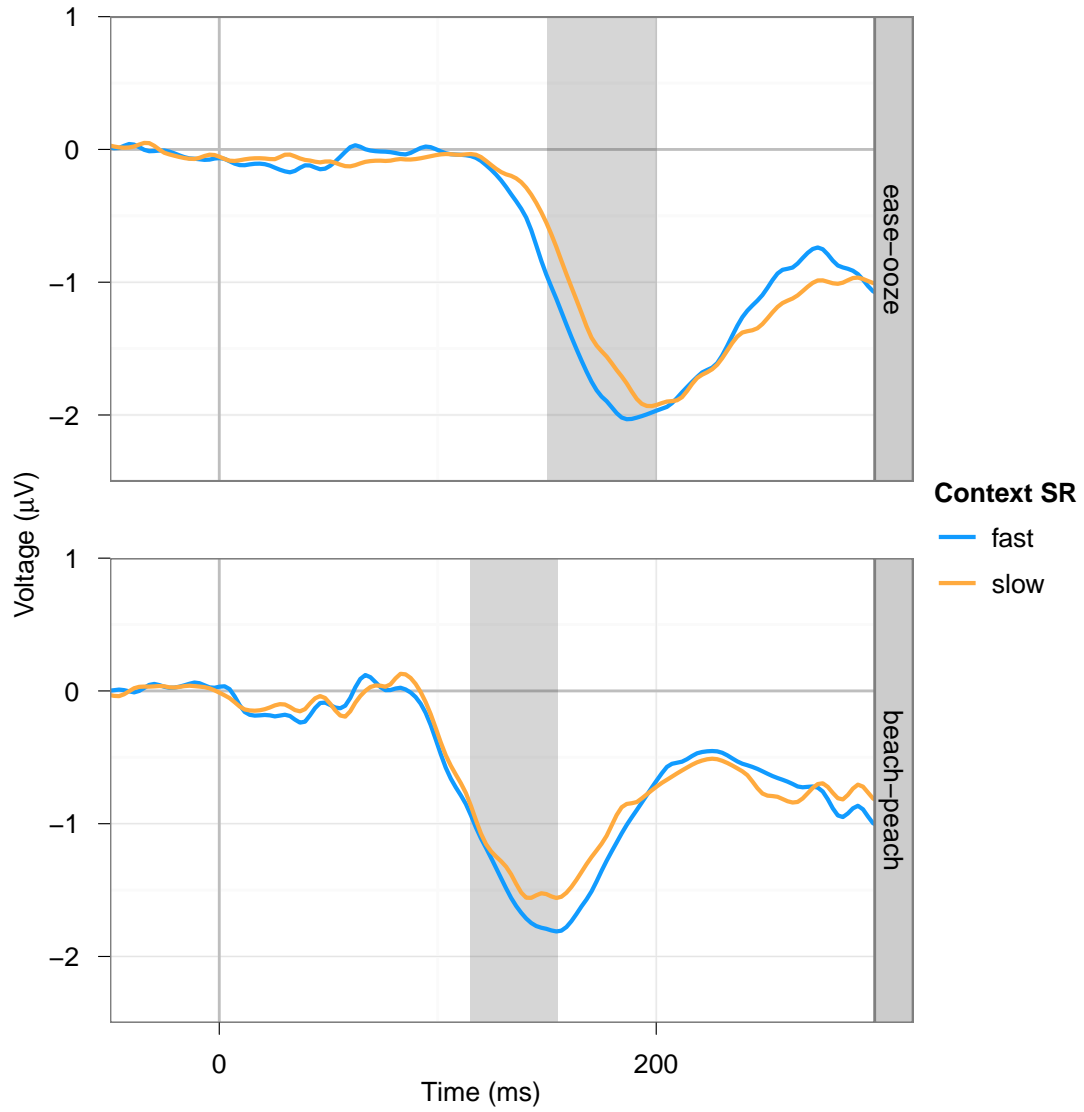 1
0
−1
−2
ease−ooze
Voltage (μV)
1
0
−1
−2
beach−peach
0
200
Time (ms)
Context SR
fast
slow